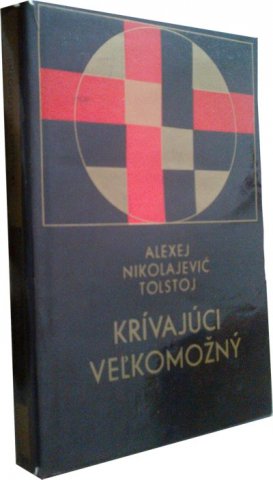 ALEXEJ
NIKOLAJEVIČ
TOLSTOJ
KRÍVAJÚCI
VEĽKOMOŽNÝ